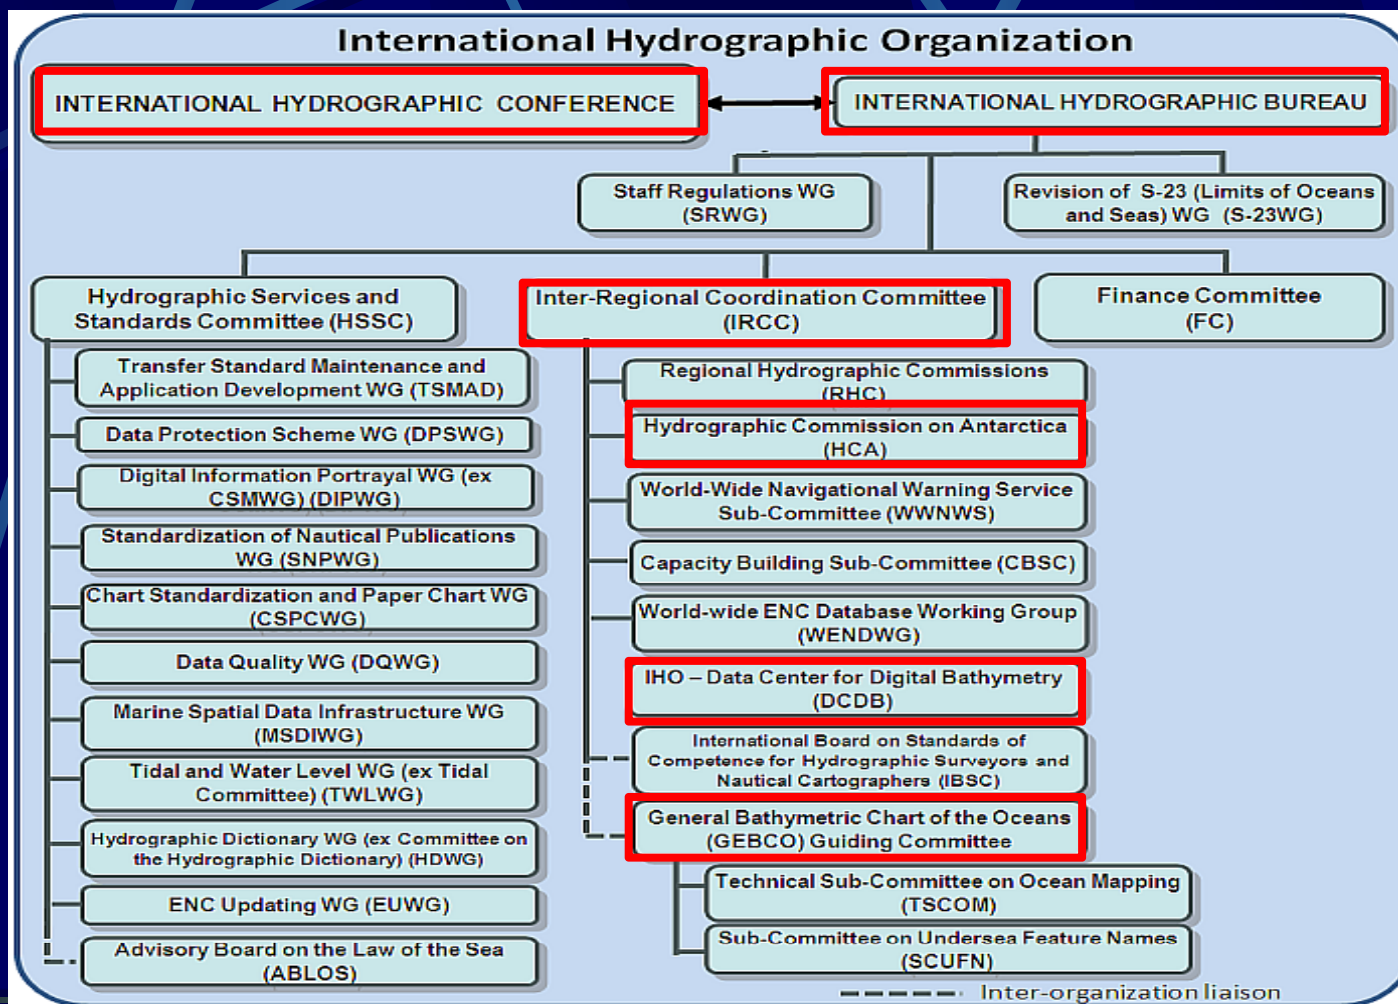 International Hydrographic Organization
INTERNATIONAL HYDROGRAPHIC CONFERENCE
INTERNATIONAL HYDROGRAPHIC BUREAU
Staff Regulations WG
(SRWG)
Revision of S-23 (Limits of Oceans
and Seas) WG (S-23WG)
Hydrographic Services and
Standards Committee (HSSC)
Inter-Regional Coordination Committee
(IRCC)
Finance Committee
(FC)
Transfer Standard Maintenance and
Application Development WG (TSMAD)
Data Protection Scheme WG (DPSWG)
Digital Information Portrayal WG (ex
CSMWG) (DIPWG)
Standardization of Nautical Publications
WG (SNPWG)
Chart Standardization and Paper Chart WG
(CSPCWG)
Data Quality WG (DQWG)
Marine Spatial Data Infrastructure WG
(MSDIWG)
Tidal and Water Level WG (ex Tidal
Committee) (TWLWG)
Hydrographic Dictionary WG (ex Committee on
the Hydrographic Dictionary) (HDWG)
ENC Updating WG (EUWG)
Advisory Board on the Law of the Sea
(ABLOS)
Regional Hydrographic Commissions
(RHC)
Hydrographic Commission on Antarctica
(HCA)
World-Wide Navigational Warning Service
Sub-Committee (WWNWS)
Capacity Building Sub-Committee (CBSC)
World-wide ENC Database Working Group
(WENDWG)
IHO – Data Center for Digital Bathymetry
(DCDB)
International Board on Standards of
Competence for Hydrographic Surveyors and
Nautical Cartographers (IBSC)
General Bathymetric Chart of the Oceans
(GEBCO) Guiding Committee
Technical Sub-Committee on Ocean Mapping
(TSCOM)
Sub-Committee on Undersea Feature Names
(SCUFN)
Inter-organization liaison